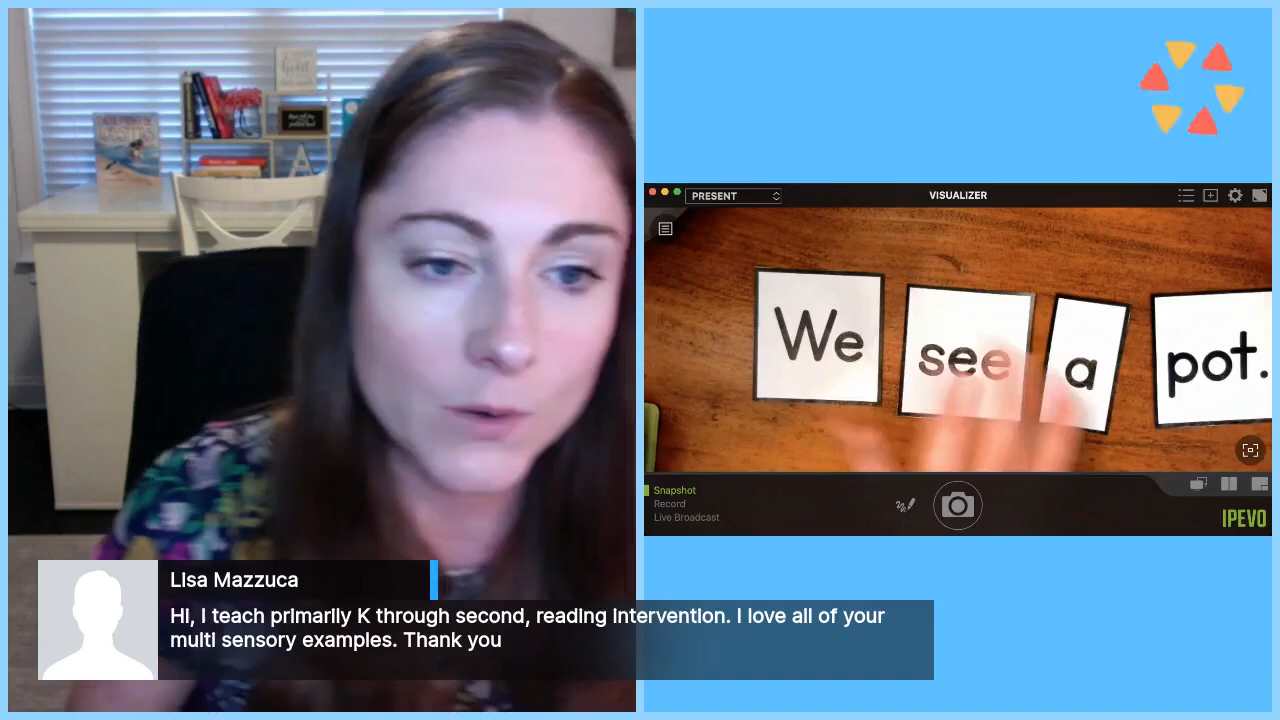 LOBSTERS
A
PRESENT
VISUALIZER
We see a pot.
Snapshot
Record
Live Broadcast
IPEVO
Lisa Mazzuca
Hi, I teach primarily K through second, reading intervention. I love all of your
multi sensory examples. Thank you